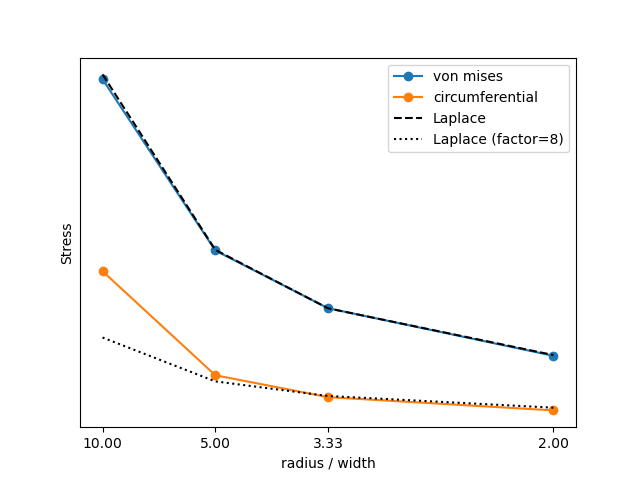 von mises
circumferential
Laplace
Laplace (factor=8)
Stress
10.00
5.00
3.33
2.00
radius / width